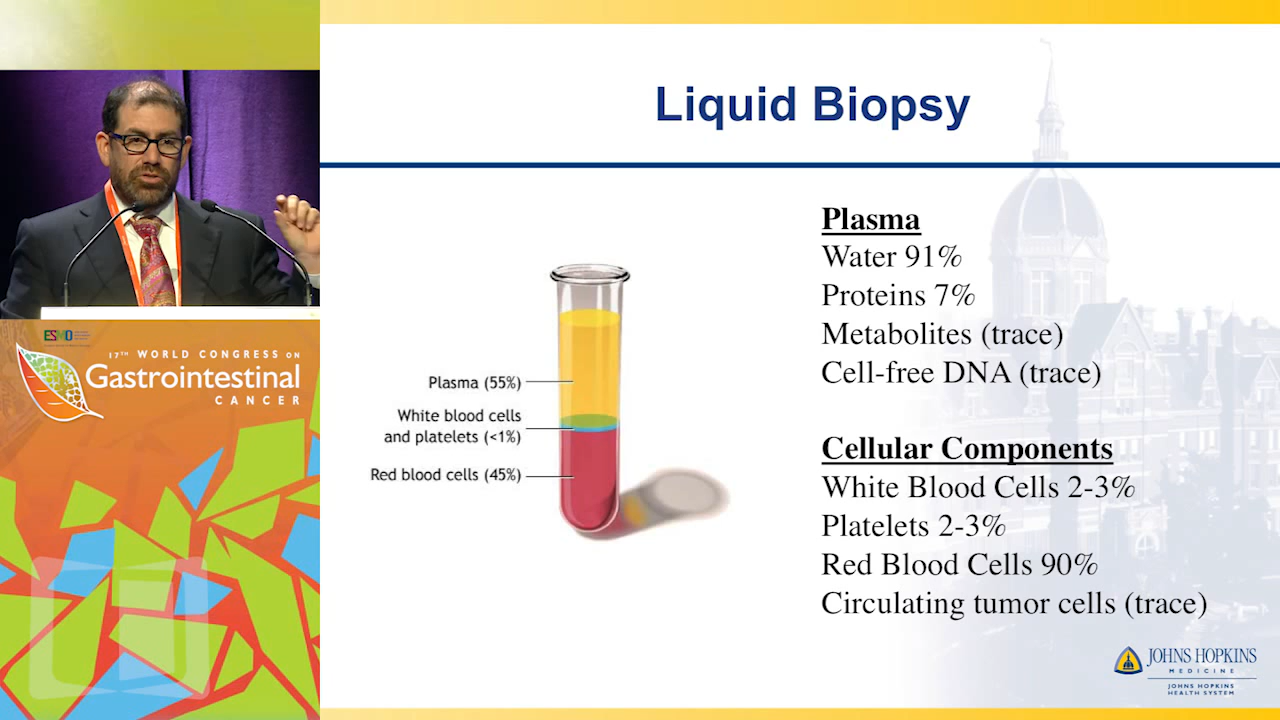 Liquid Biopsy
Plasma (55%)
White blood cells
and platelets (<1%)
Red blood cells (45%)
Plasma
Water 91%
Proteins 7%
Metabolites (trace)
Cell-free DNA (trace)
Cellular Components
White Blood Cells 2-3%
Platelets 2-3%
Red Blood Cells 90%
Circulating tumor cells (trace)
JOHNS HOPKINS
MEDICINE
JOHNS HOPKINS
HEALTH SYSTEM
ESMO
17TH WORLD CONGRESS ON
Gastrointestinal
CANCER